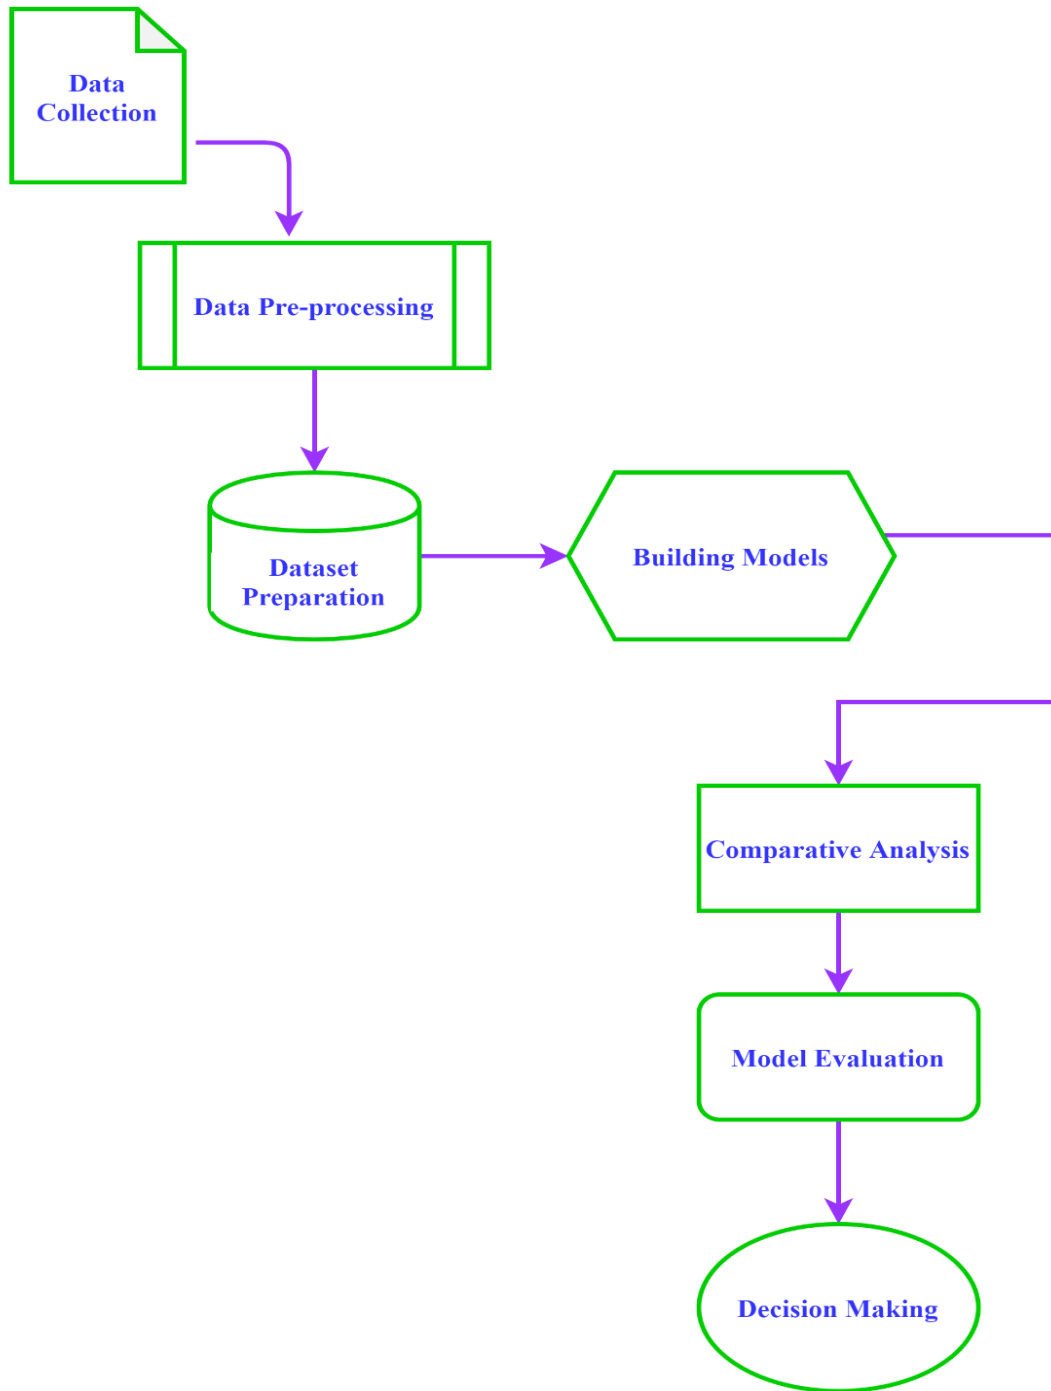 Data
Collection
Data Pre-processing
Dataset
Preparation
Building Models
Comparative Analysis
Model Evaluation
Decision Making